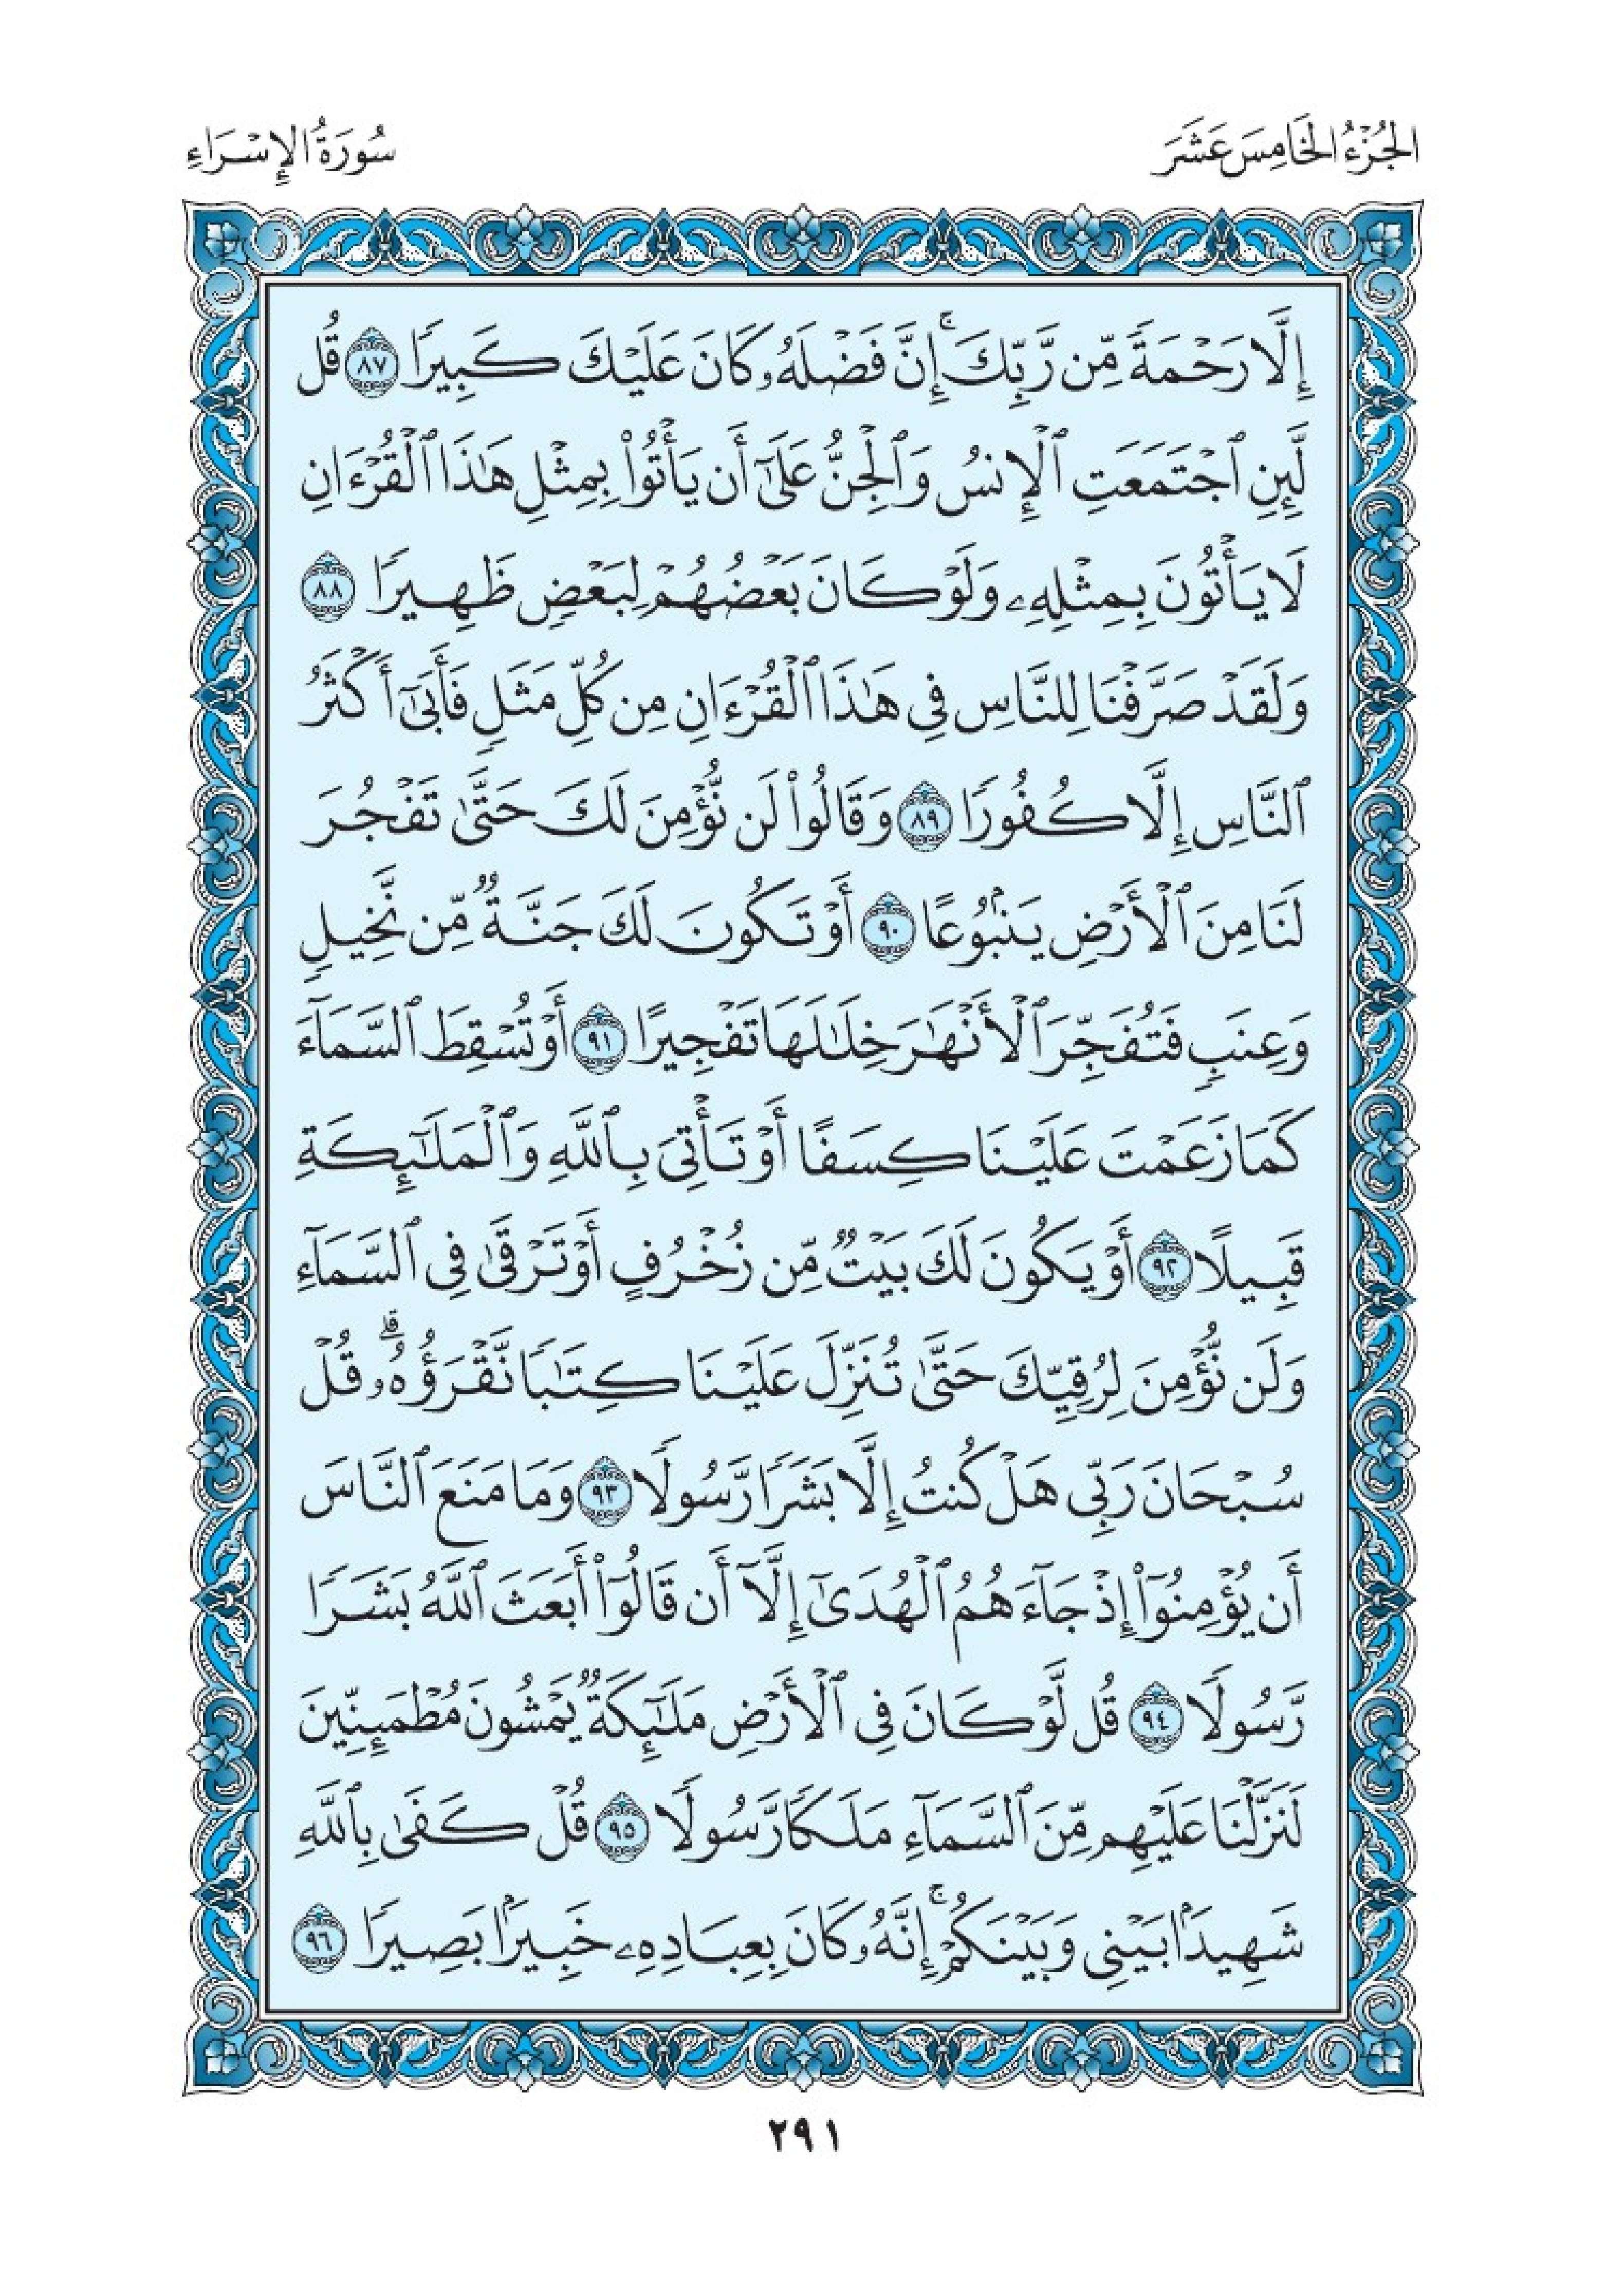 الجُزْءُ الخَامِسَ عَشَرَ
سُورَةُ الإِسْرَاءِ
إِلَّا رَحْمَةً مِّن رَّبِّكَۚ إِنَّ فَضْلَهُۥ كَانَ عَلَيْكَ كَبِيرًا ٨٧ قُل
لَّئِنِ ٱجْتَمَعَتِ ٱلْإِنسُ وَٱلْجِنُّ عَلَىٰٓ أَن يَأْتُوا۟ بِمِثْلِ هَٰذَا ٱلْقُرْءَانِ
لَا يَأْتُونَ بِمِثْلِهِۦ وَلَوْ كَانَ بَعْضُهُمْ لِبَعْضٍ ظَهِيرًا ٨٨
وَلَقَدْ صَرَّفْنَا لِلنَّاسِ فِى هَٰذَا ٱلْقُرْءَانِ مِن كُلِّ مَثَلٍ فَأَبَىٰٓ أَكْثَرُ
ٱلنَّاسِ إِلَّا كُفُورًا ٨٩ وَقَالُوا۟ لَن نُّؤْمِنَ لَكَ حَتَّىٰ تَفْجُرَ
لَنَا مِنَ ٱلْأَرْضِ يَنۢبُوعًا ٩٠ أَوْ تَكُونَ لَكَ جَنَّةٌ مِّن نَّخِيلٍ
وَعِنَبٍ فَتُفَجِّرَ ٱلْأَنْهَٰرَ خِلَٰلَهَا تَفْجِيرًا ٩١ أَوْ تُسْقِطَ ٱلسَّمَآءَ
كَمَا زَعَمْتَ عَلَيْنَا كِسَفًا أَوْ تَأْتِىَ بِٱللَّهِ وَٱلْمَلَٰٓئِكَةِ
قَبِيلًا ٩٢ أَوْ يَكُونَ لَكَ بَيْتٌ مِّن زُخْرُفٍ أَوْ تَرْقَىٰ فِى ٱلسَّمَآءِ
وَلَن نُّؤْمِنَ لِرُقِيِّكَ حَتَّىٰ تُنَزِّلَ عَلَيْنَا كِتَٰبًا نَّقْرَؤُهُۥۗ قُلْ
سُبْحَانَ رَبِّى هَلْ كُنتُ إِلَّا بَشَرًا رَّسُولًا ٩٣ وَمَا مَنَعَ ٱلنَّاسَ
أَن يُؤْمِنُوٓا۟ إِذْ جَآءَهُمُ ٱلْهُدَىٰٓ إِلَّآ أَن قَالُوٓا۟ أَبَعَثَ ٱللَّهُ بَشَرًا
رَّسُولًا ٩٤ قُل لَّوْ كَانَ فِى ٱلْأَرْضِ مَلَٰٓئِكَةٌ يَمْشُونَ مُطْمَئِنِّينَ
لَنَزَّلْنَا عَلَيْهِم مِّنَ ٱلسَّمَآءِ مَلَكًا رَّسُولًا ٩٥ قُلْ كَفَىٰ بِٱللَّهِ
شَهِيدًۢا بَيْنِى وَبَيْنَكُمْۚ إِنَّهُۥ كَانَ بِعِبَادِهِۦ خَبِيرًۢا بَصِيرًا ٩٦
٢٩١